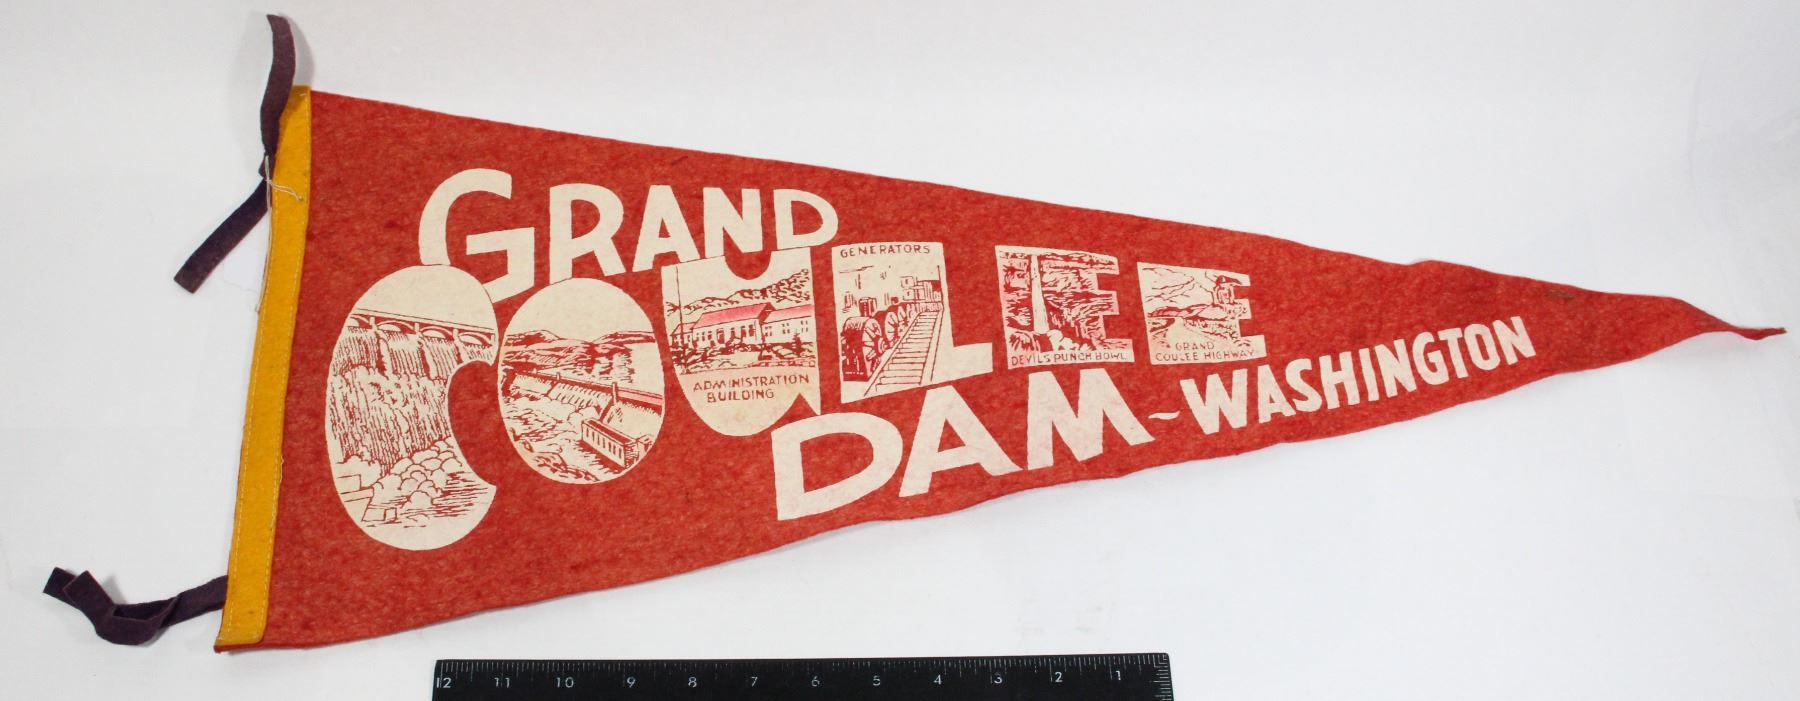 GRAND
COULEE
GENERATORS
ADMINISTRATION
BUILDING
DEVILS PUNCH BOWL
GRAND
COULEE HIGHWAY
DAM ~ WASHINGTON
12 11 10 9 8 7 6 5 4 3 2 1